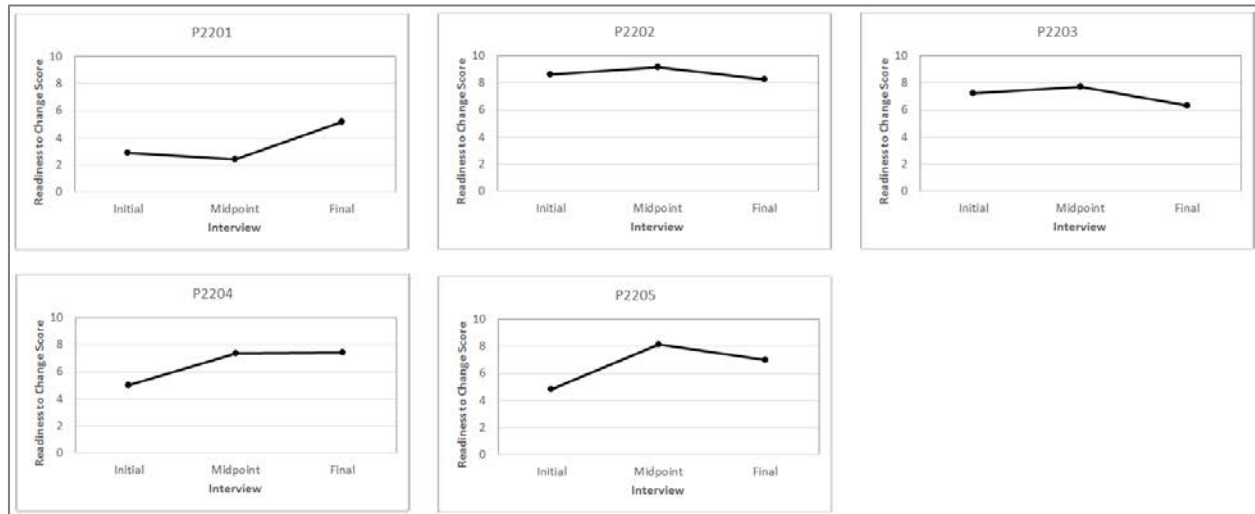 P2201
Readiness to Change Score
10
8
6
4
2
0
Initial Midpoint Final
Interview
P2202
Readiness to Change Score
10
8
6
4
2
0
Initial Midpoint Final
Interview
P2203
Readiness to Change Score
10
8
6
4
2
0
Initial Midpoint Final
Interview
P2204
Readiness to Change Score
10
8
6
4
2
0
Initial Midpoint Final
Interview
P2205
Readiness to Change Score
10
8
6
4
2
0
Initial Midpoint Final
Interview